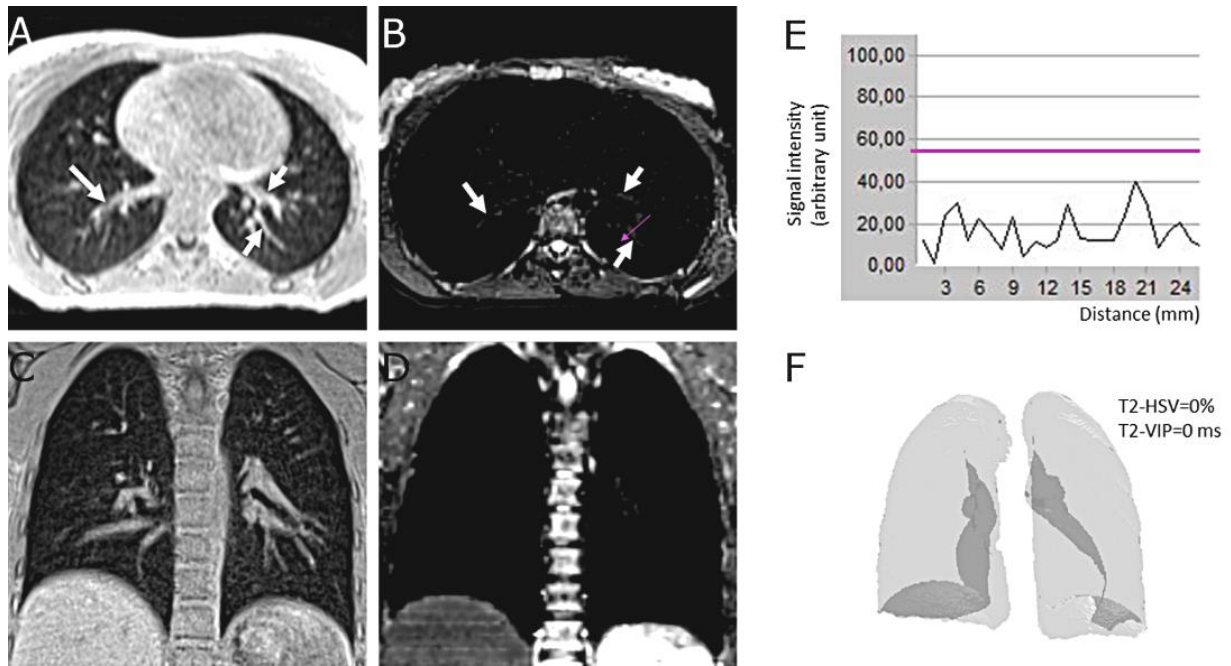 A
B
E
100,00
80,00
60,00
40,00
20,00
0,00
Signal intensity
(arbitrary unit)
3 6 9 12 15 18 21 24
Distance (mm)
C
D
F
T2-HSV=0%
T2-VIP=0 ms